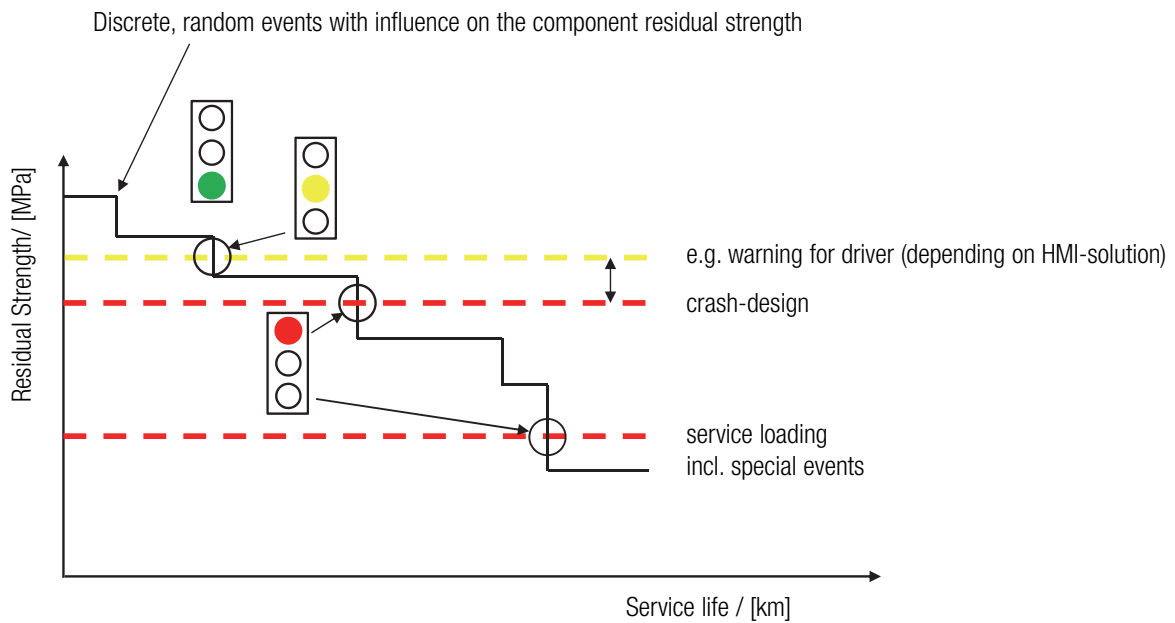 Discrete, random events with influence on the component residual strength
Residual Strength/ [MPa]
e.g. warning for driver (depending on HMI-solution)
crash-design
service loading
incl. special events
Service life / [km]